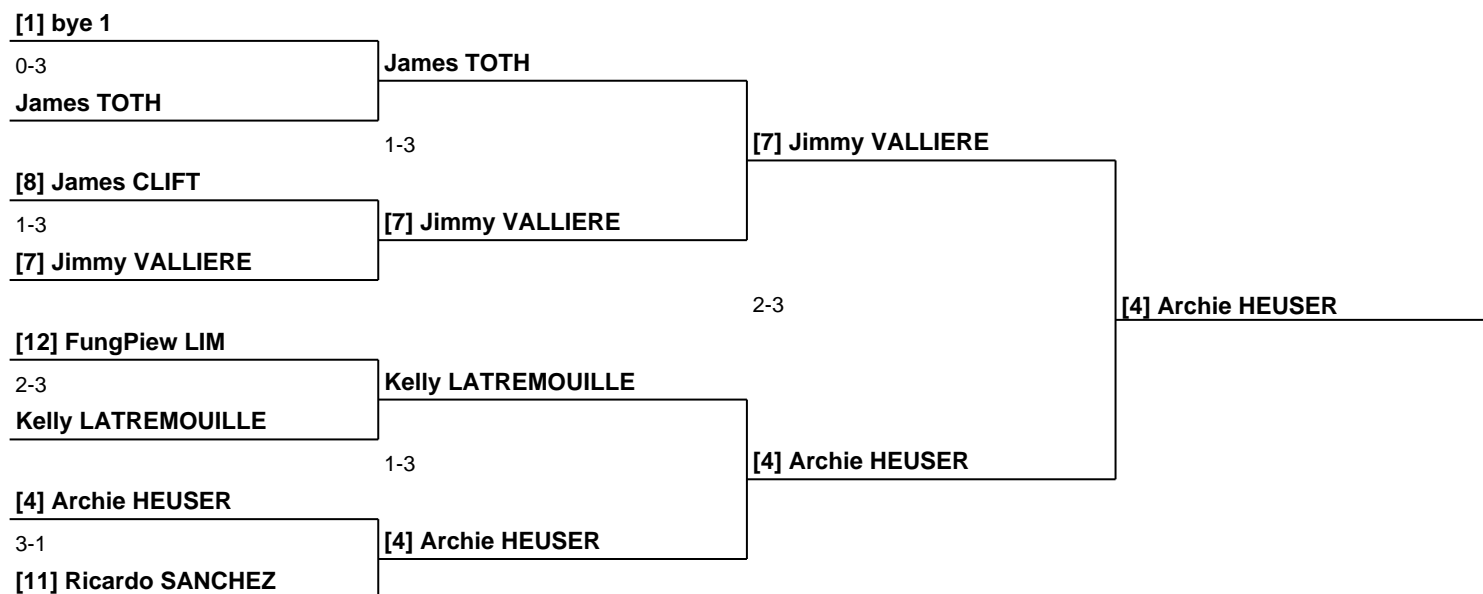 [1] bye 1
0-3
James TOTH
James TOTH
1-3
[7] Jimmy VALLIERE
[8] James CLIFT
1-3
[7] Jimmy VALLIERE
[7] Jimmy VALLIERE
2-3
[4] Archie HEUSER
[12] FungPiew LIM
2-3
Kelly LATREMOUILLE
Kelly LATREMOUILLE
1-3
[4] Archie HEUSER
[4] Archie HEUSER
3-1
[4] Archie HEUSER
[11] Ricardo SANCHEZ